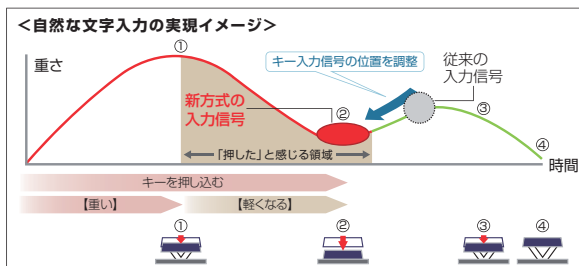 ＜自然な文字入力の実現イメージ＞
①
重さ
キー入力信号の位置を調整
従来の
入力信号
新方式の
入力信号
②
③
④
「押した」と感じる領域
時間
キーを押し込む
【重い】
【軽くなる】
①
②
③
④